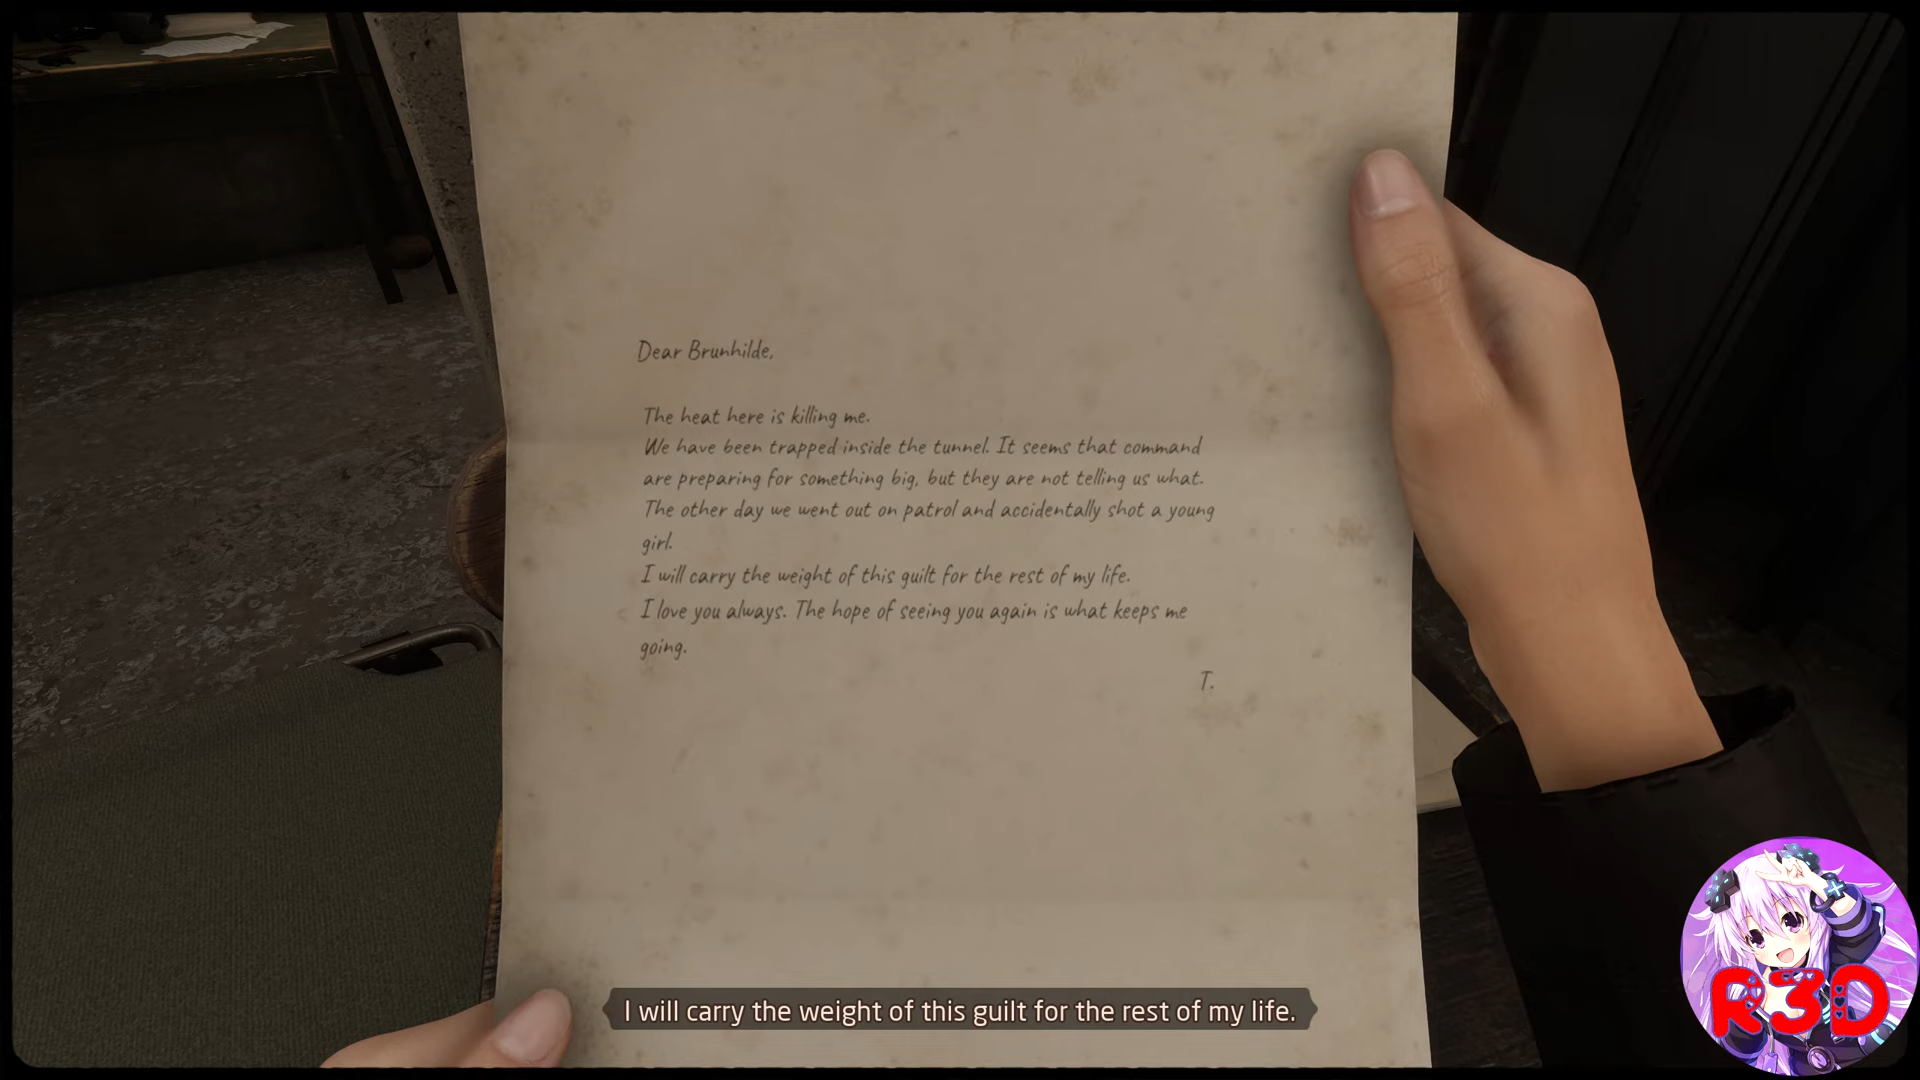 Dear Brunhilde,
The heat here is killing me.
We have been trapped inside the tunnel. It seems that command
are preparing for something big, but they are not telling us what.
The other day we went out on patrol and accidentally shot a young
girl.
I will carry the weight of this guilt for the rest of my life.
I love you always. The hope of seeing you again is what keeps me
going.
T.
I will carry the weight of this guilt for the rest of my life.
R3D